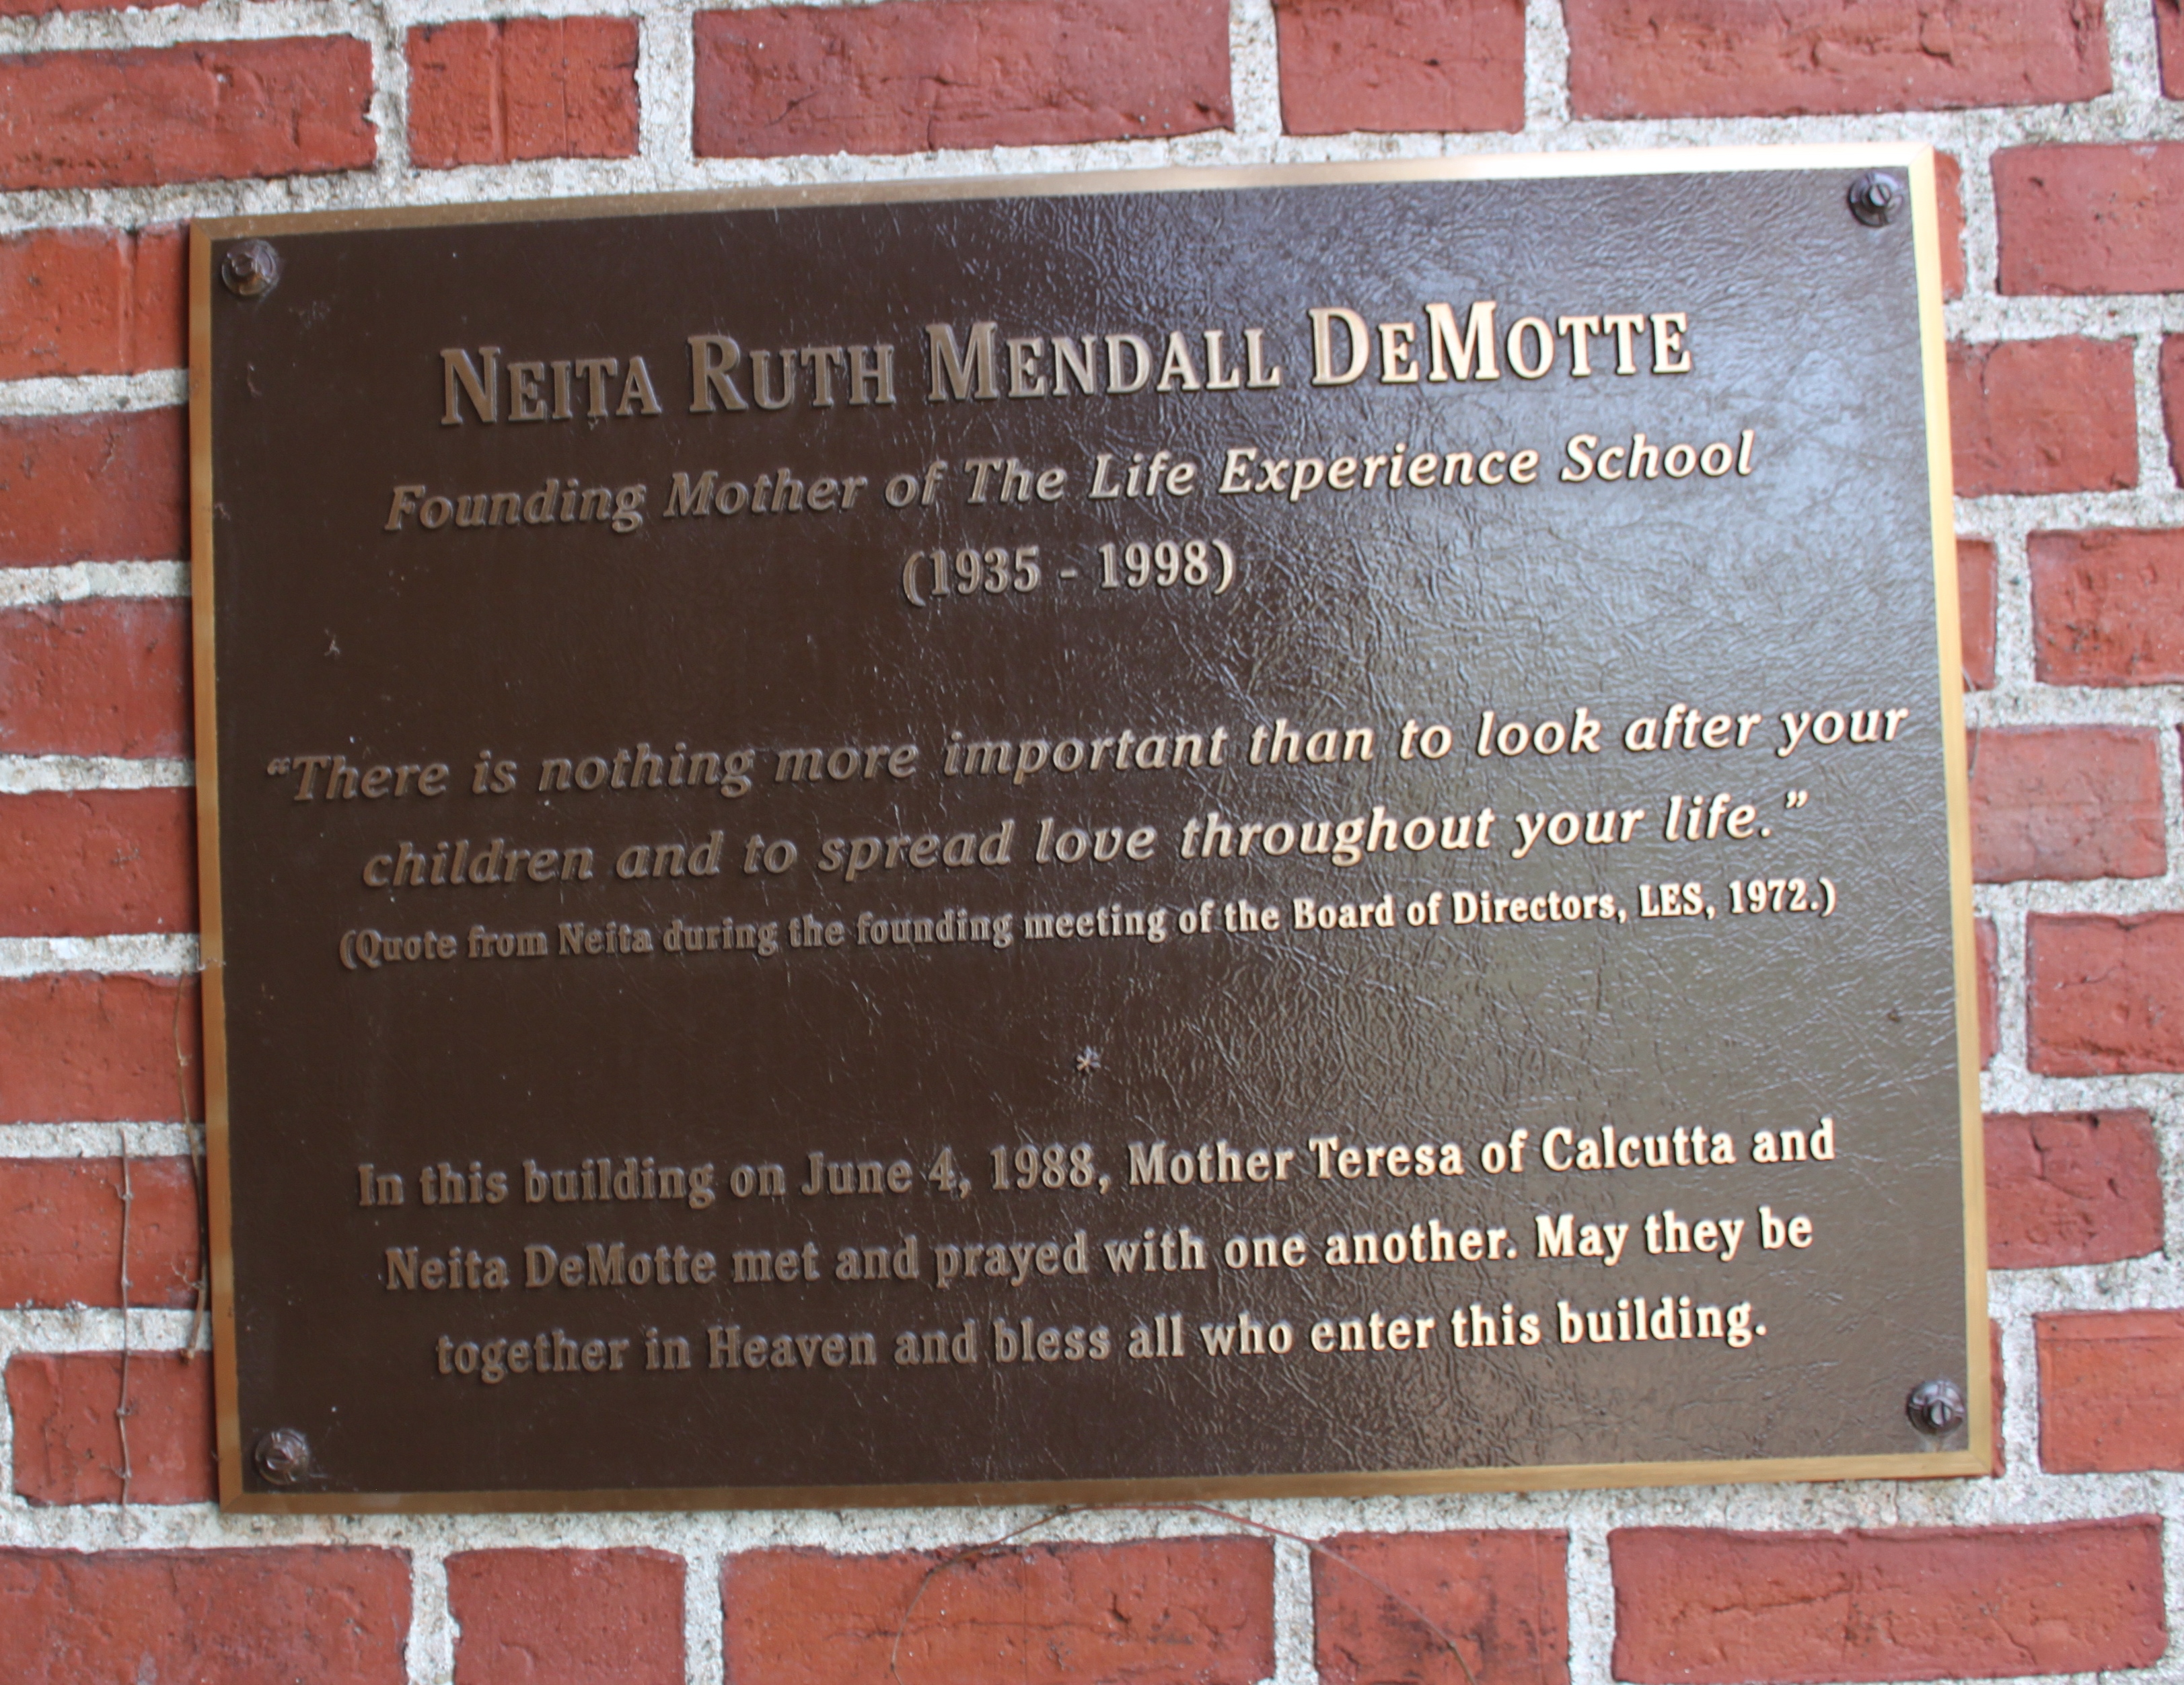 NEITA RUTH MENDALL DEMOTTE
Founding Mother of The Life Experience School
(1935 - 1998)
“There is nothing more important than to look after your
children and to spread love throughout your life.”
(Quote from Neita during the founding meeting of the Board of Directors, LES, 1972.)
*
In this building on June 4, 1988, Mother Teresa of Calcutta and
Neita DeMotte met and prayed with one another. May they be
together in Heaven and bless all who enter this building.